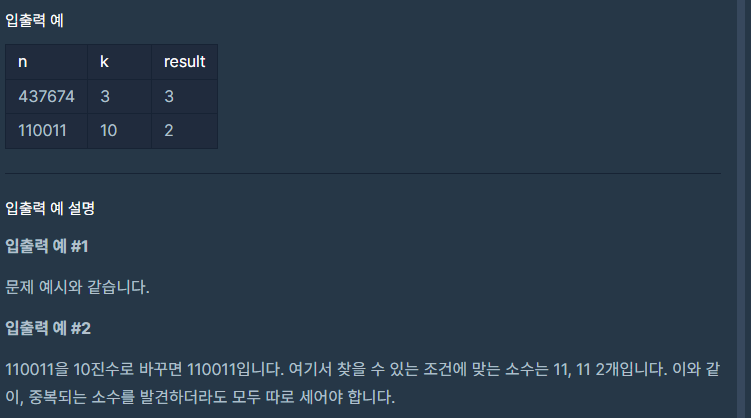 입출력 예
n k result
437674 3 3
110011 10 2
입출력 예 설명
입출력 예 #1
문제 예시와 같습니다.
입출력 예 #2
110011을 10진수로 바꾸면 110011입니다. 여기서 찾을 수 있는 조건에 맞는 소수는 11, 11 2개입니다. 이와 같
이, 중복되는 소수를 발견하더라도 모두 따로 세어야 합니다.